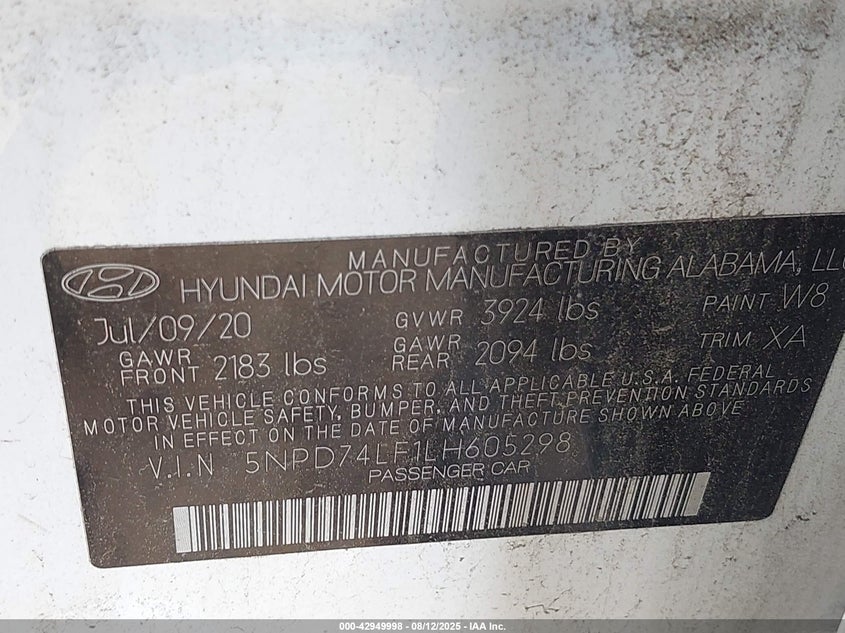 MANUFACTURED BY
HYUNDAI MOTOR MANUFACTURING ALABAMA, LLC
Jul/09/20 GVWR 3924 lbs PAINT W8
GAWR FRONT 2183 lbs GAWR REAR 2094 lbs TRIM XA
THIS VEHICLE CONFORMS TO ALL APPLICABLE U.S.A. FEDERAL
MOTOR VEHICLE SAFETY, BUMPER, AND THEFT PREVENTION STANDARDS
IN EFFECT ON THE DATE OF MANUFACTURE SHOWN ABOVE
V.I.N 5NPD74LF1LH605298
PASSENGER CAR
000-42949998 - 08/12/2025 - IAA Inc.